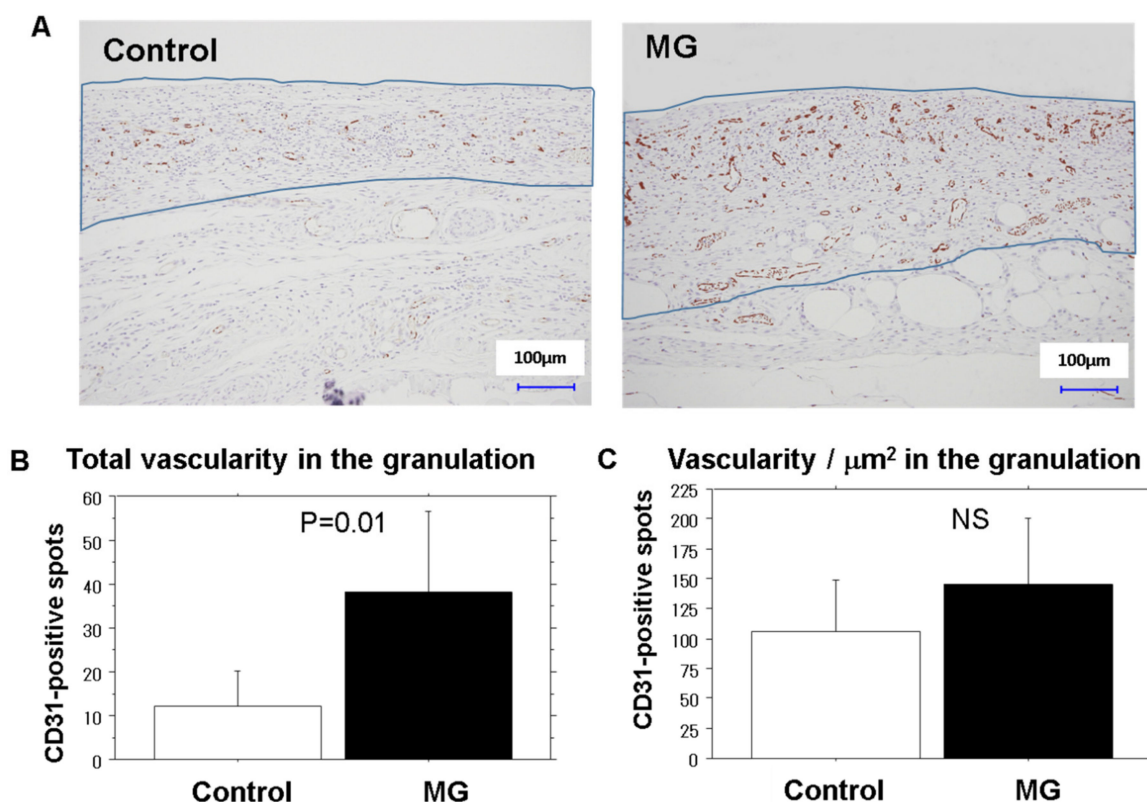 A
Control
MG
100μm
100μm
B Total vascularity in the granulation
CD31-positive spots
60
50
40
30
20
10
0
P=0.01
Control
MG
C Vascularity / μm² in the granulation
CD31-positive spots
225
200
175
150
125
100
75
50
25
0
NS
Control
MG